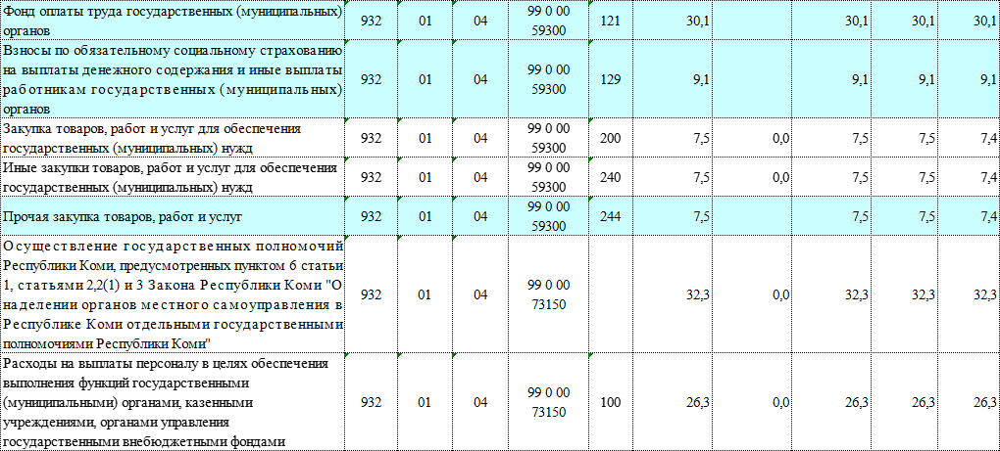 Фонд оплаты труда государственных (муниципальных) органов 932 01 04 99 0 00 59300 121 30,1 30,1 30,1 30,1
Взносы по обязательному социальному страхованию на выплаты денежного содержания и иные выплаты работникам государственных (муниципальных) органов 932 01 04 99 0 00 59300 129 9,1 9,1 9,1 9,1
Закупка товаров, работ и услуг для обеспечения государственных (муниципальных) нужд 932 01 04 99 0 00 59300 200 7,5 0,0 7,5 7,5 7,4
Иные закупки товаров, работ и услуг для обеспечения государственных (муниципальных) нужд 932 01 04 99 0 00 59300 240 7,5 0,0 7,5 7,5 7,4
Прочая закупка товаров, работ и услуг 932 01 04 99 0 00 59300 244 7,5 7,5 7,5 7,4
Осуществление государственных полномочий Республики Коми, предусмотренных пунктом 6 статьи 1, статьями 2,2(1) и 3 Закона Республики Коми "О наделении органов местного самоуправления в Республике Коми отдельными государственными полномочиями Республики Коми" 932 01 04 99 0 00 73150 32,3 0,0 32,3 32,3 32,3
Расходы на выплаты персоналу в целях обеспечения выполнения функций государственными (муниципальными) органами, казенными учреждениями, органами управления государственными внебюджетными фондами 932 01 04 99 0 00 73150 100 26,3 0,0 26,3 26,3 26,3